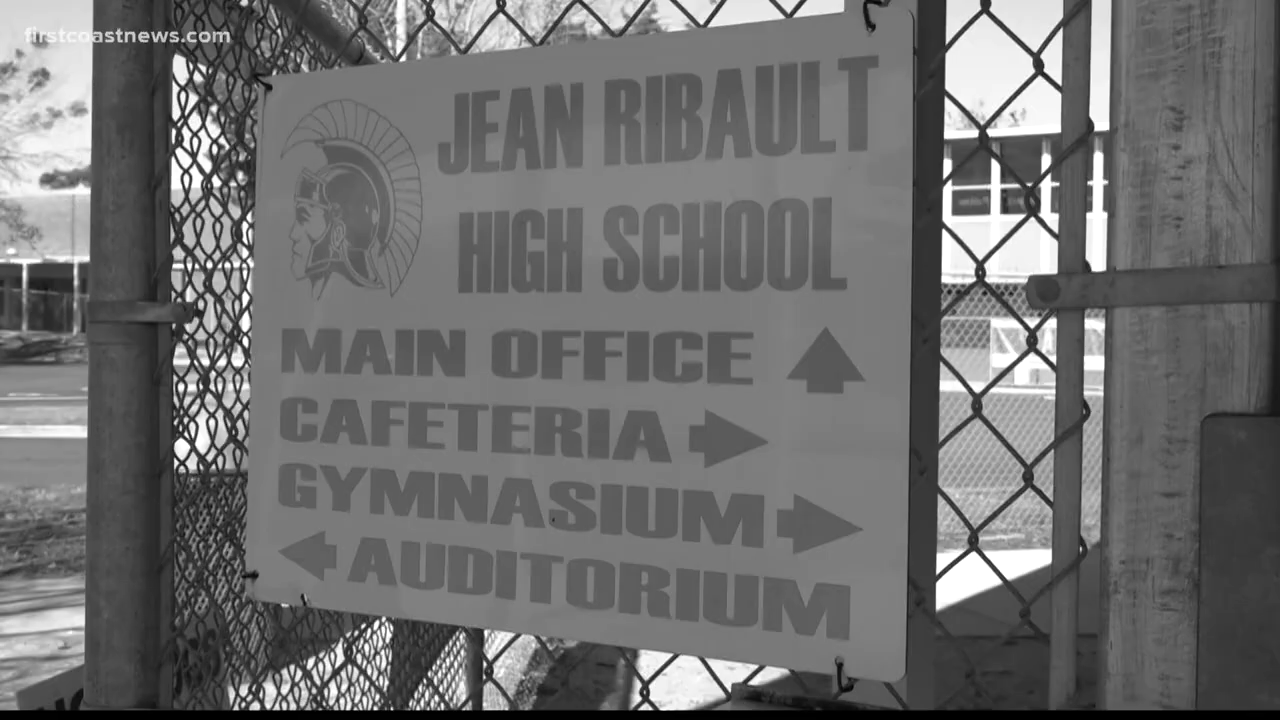 firstcoastnews.com
JEAN RIBAULT
HIGH SCHOOL
MAIN OFFICE
CAFETERIA
GYMNASIUM
AUDITORIUM